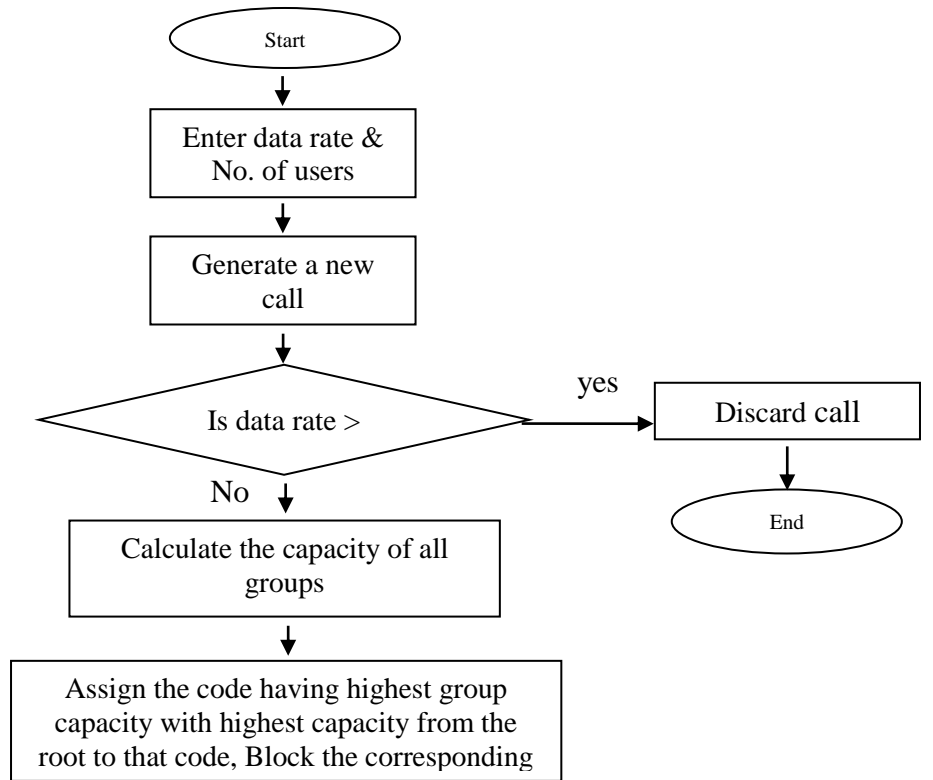 Start
Enter data rate &
No. of users
Generate a new
call
Is data rate >
yes
Discard call
End
No
Calculate the capacity of all
groups
Assign the code having highest group
capacity with highest capacity from the
root to that code, Block the corresponding